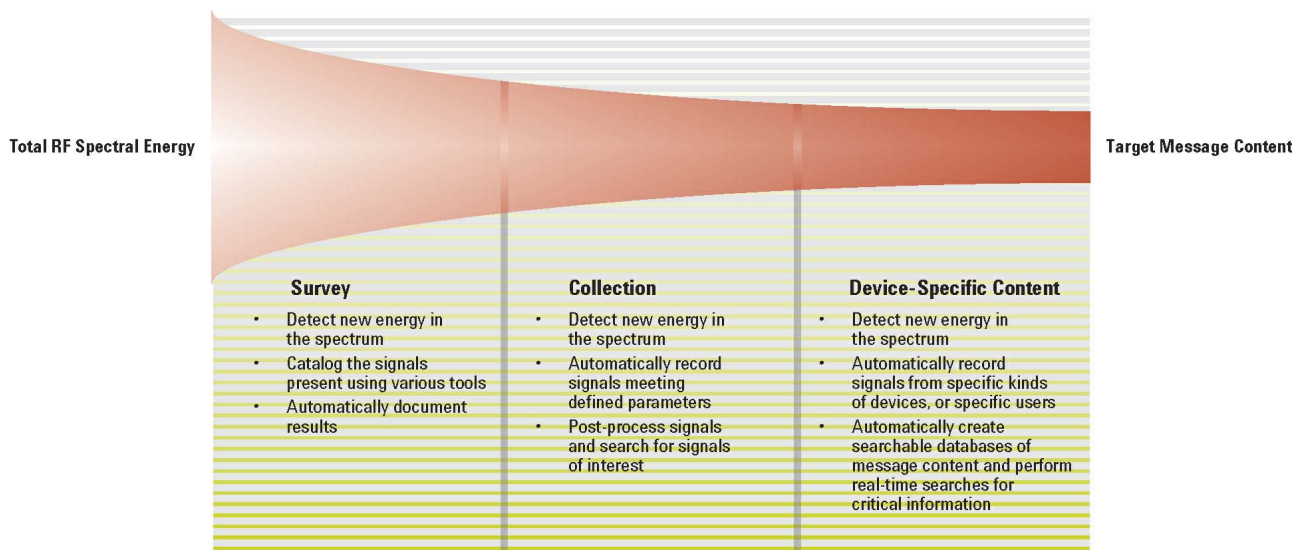 Total RF Spectral Energy
Target Message Content
Survey
• Detect new energy in
the spectrum
• Catalog the signals
present using various tools
• Automatically document
results
Collection
• Detect new energy in
the spectrum
• Automatically record
signals meeting
defined parameters
• Post-process signals
and search for signals
of interest
Device-Specific Content
• Detect new energy in
the spectrum
• Automatically record
signals from specific kinds
of devices, or specific users
• Automatically create
searchable databases of
message content and perform
real-time searches for
critical information